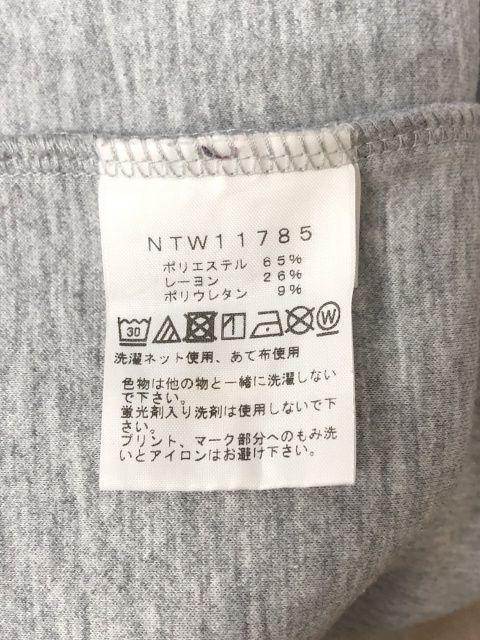 NTW11785
ポリエステル 65%
レーヨン 26%
ポリウレタン 9%
30 W
洗濯ネット使用、あて布使用
色物は他の物と一緒に洗濯しない
で下さい。
蛍光剤入り洗剤は使用しないで下
さい。
プリント、マーク部分へのもみ洗
いとアイロンはお避け下さい。